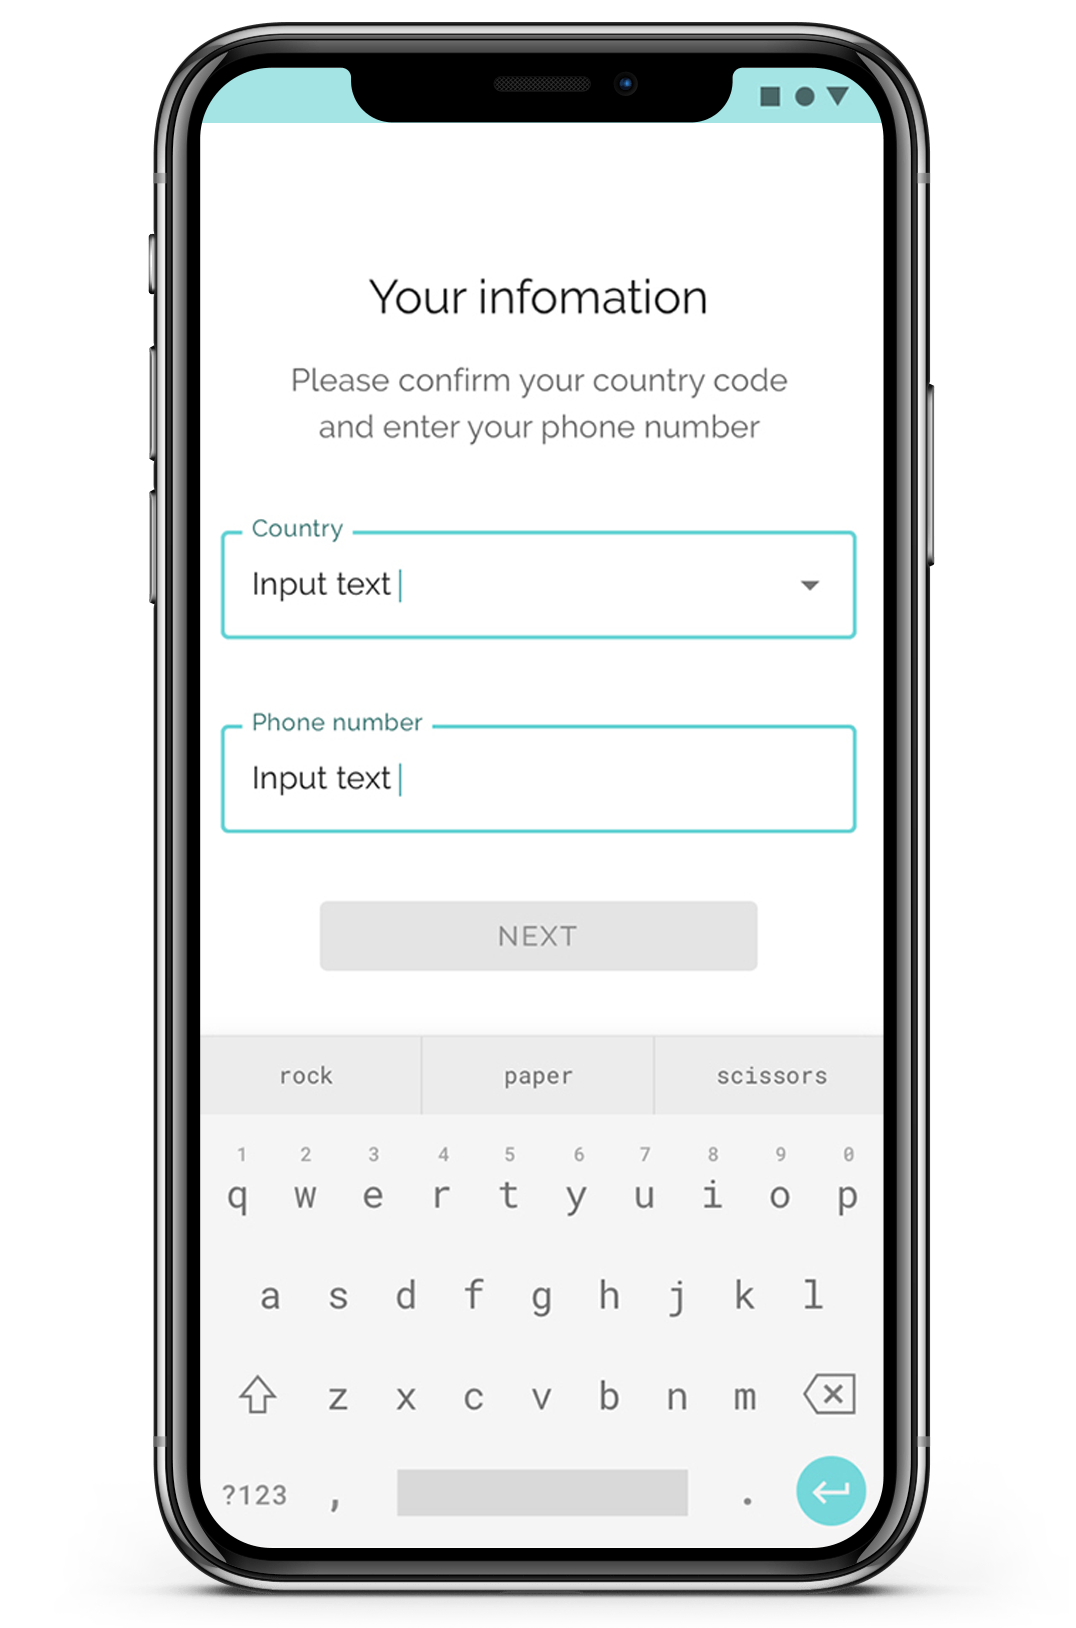 Your infomation
Please confirm your country code
and enter your phone number
Country
Input text
Phone number
Input text
NEXT
rock paper scissors
1 2 3 4 5 6 7 8 9 0
q w e r t y u i o p
a s d f g h j k l
z x c v b n m
?123 , .